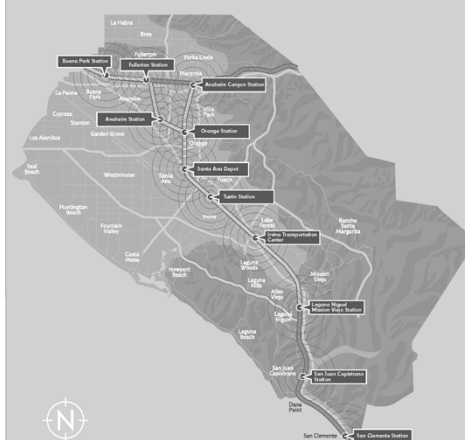 La Habra
Brea
Buena Park Station
Fullerton
Fullerton Station
Yorba Linda
Placentia
Anaheim Canyon Station
La Palma
Buena
Park
Anaheim
Cypress
Stanton
Anaheim Station
Villa
Park
Orange Station
Los Alamitos
Garden Grove
Orange
Seal
Beach
Westminster
Santa
Ana
Santa Ana Depot
Tustin
Tustin Station
Huntington
Beach
Fountain
Valley
Irvine
Lake
Forest
Irvine Transportation
Center
Rancho
Santa
Margarita
Costa
Mesa
Newport
Beach
Laguna
Woods
Laguna
Hills
Mission
Viejo
Aliso
Viejo
Laguna Niguel
Mission Viejo Station
Laguna
Niguel
Laguna
Beach
San Juan
Capistrano
San Juan Capistrano
Station
Dana
Point
San Clemente
San Clemente Station
N